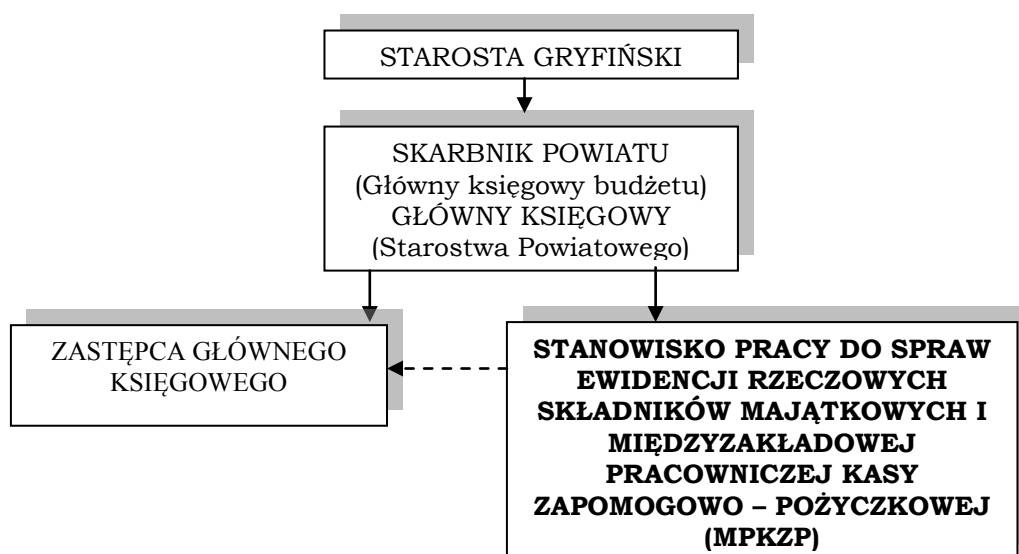 STAROSTA GRYFIŃSKI
SKARBNIK POWIATU
(Główny księgowy budżetu)
GŁÓWNY KSIĘGOWY
(Starostwa Powiatowego)
ZASTĘPCA GŁÓWNEGO
KSIĘGOWEGO
STANOWISKO PRACY DO SPRAW
EWIDENCJI RZECZOWYCH
SKŁADNIKÓW MAJĄTKOWYCH I
MIĘDZYZAKŁADOWEJ
PRACOWNICZEJ KASY
ZAPOMOGOWO – POŻYCZKOWEJ
(MPKZP)